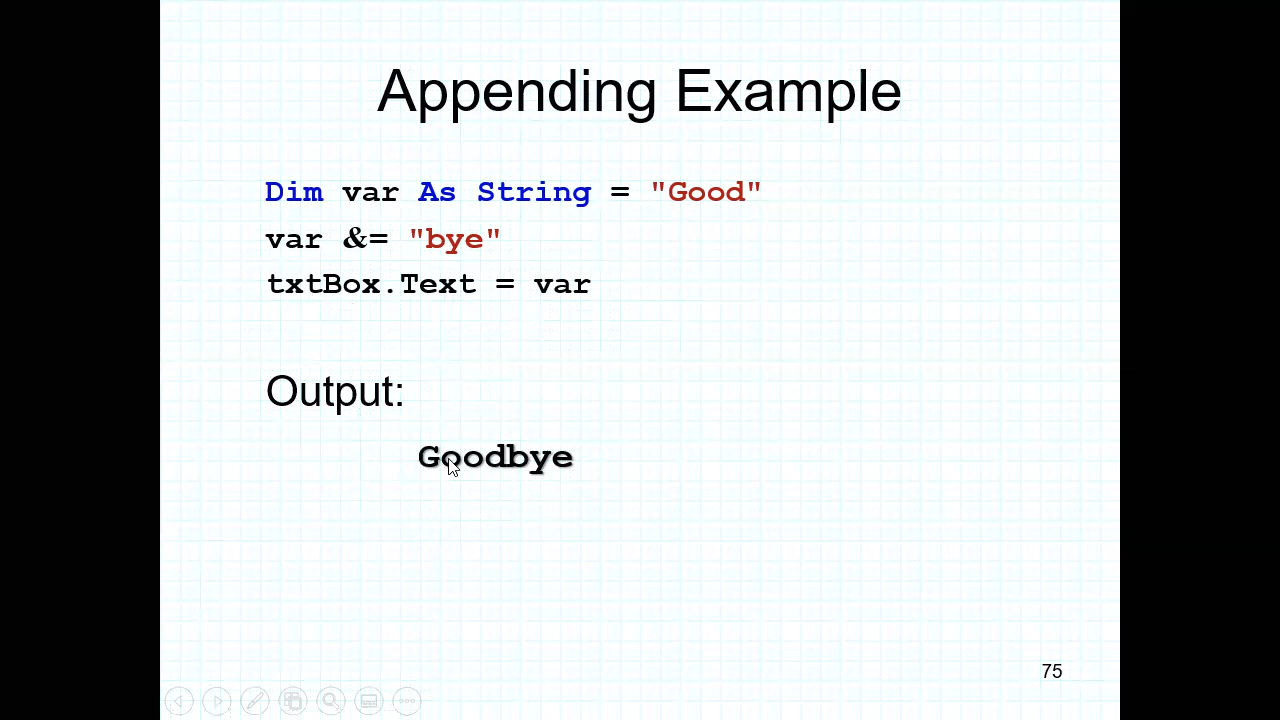 Appending Example
Dim var As String = "Good"
var &= "bye"
txtBox.Text = var
Output:
Goodbye
75